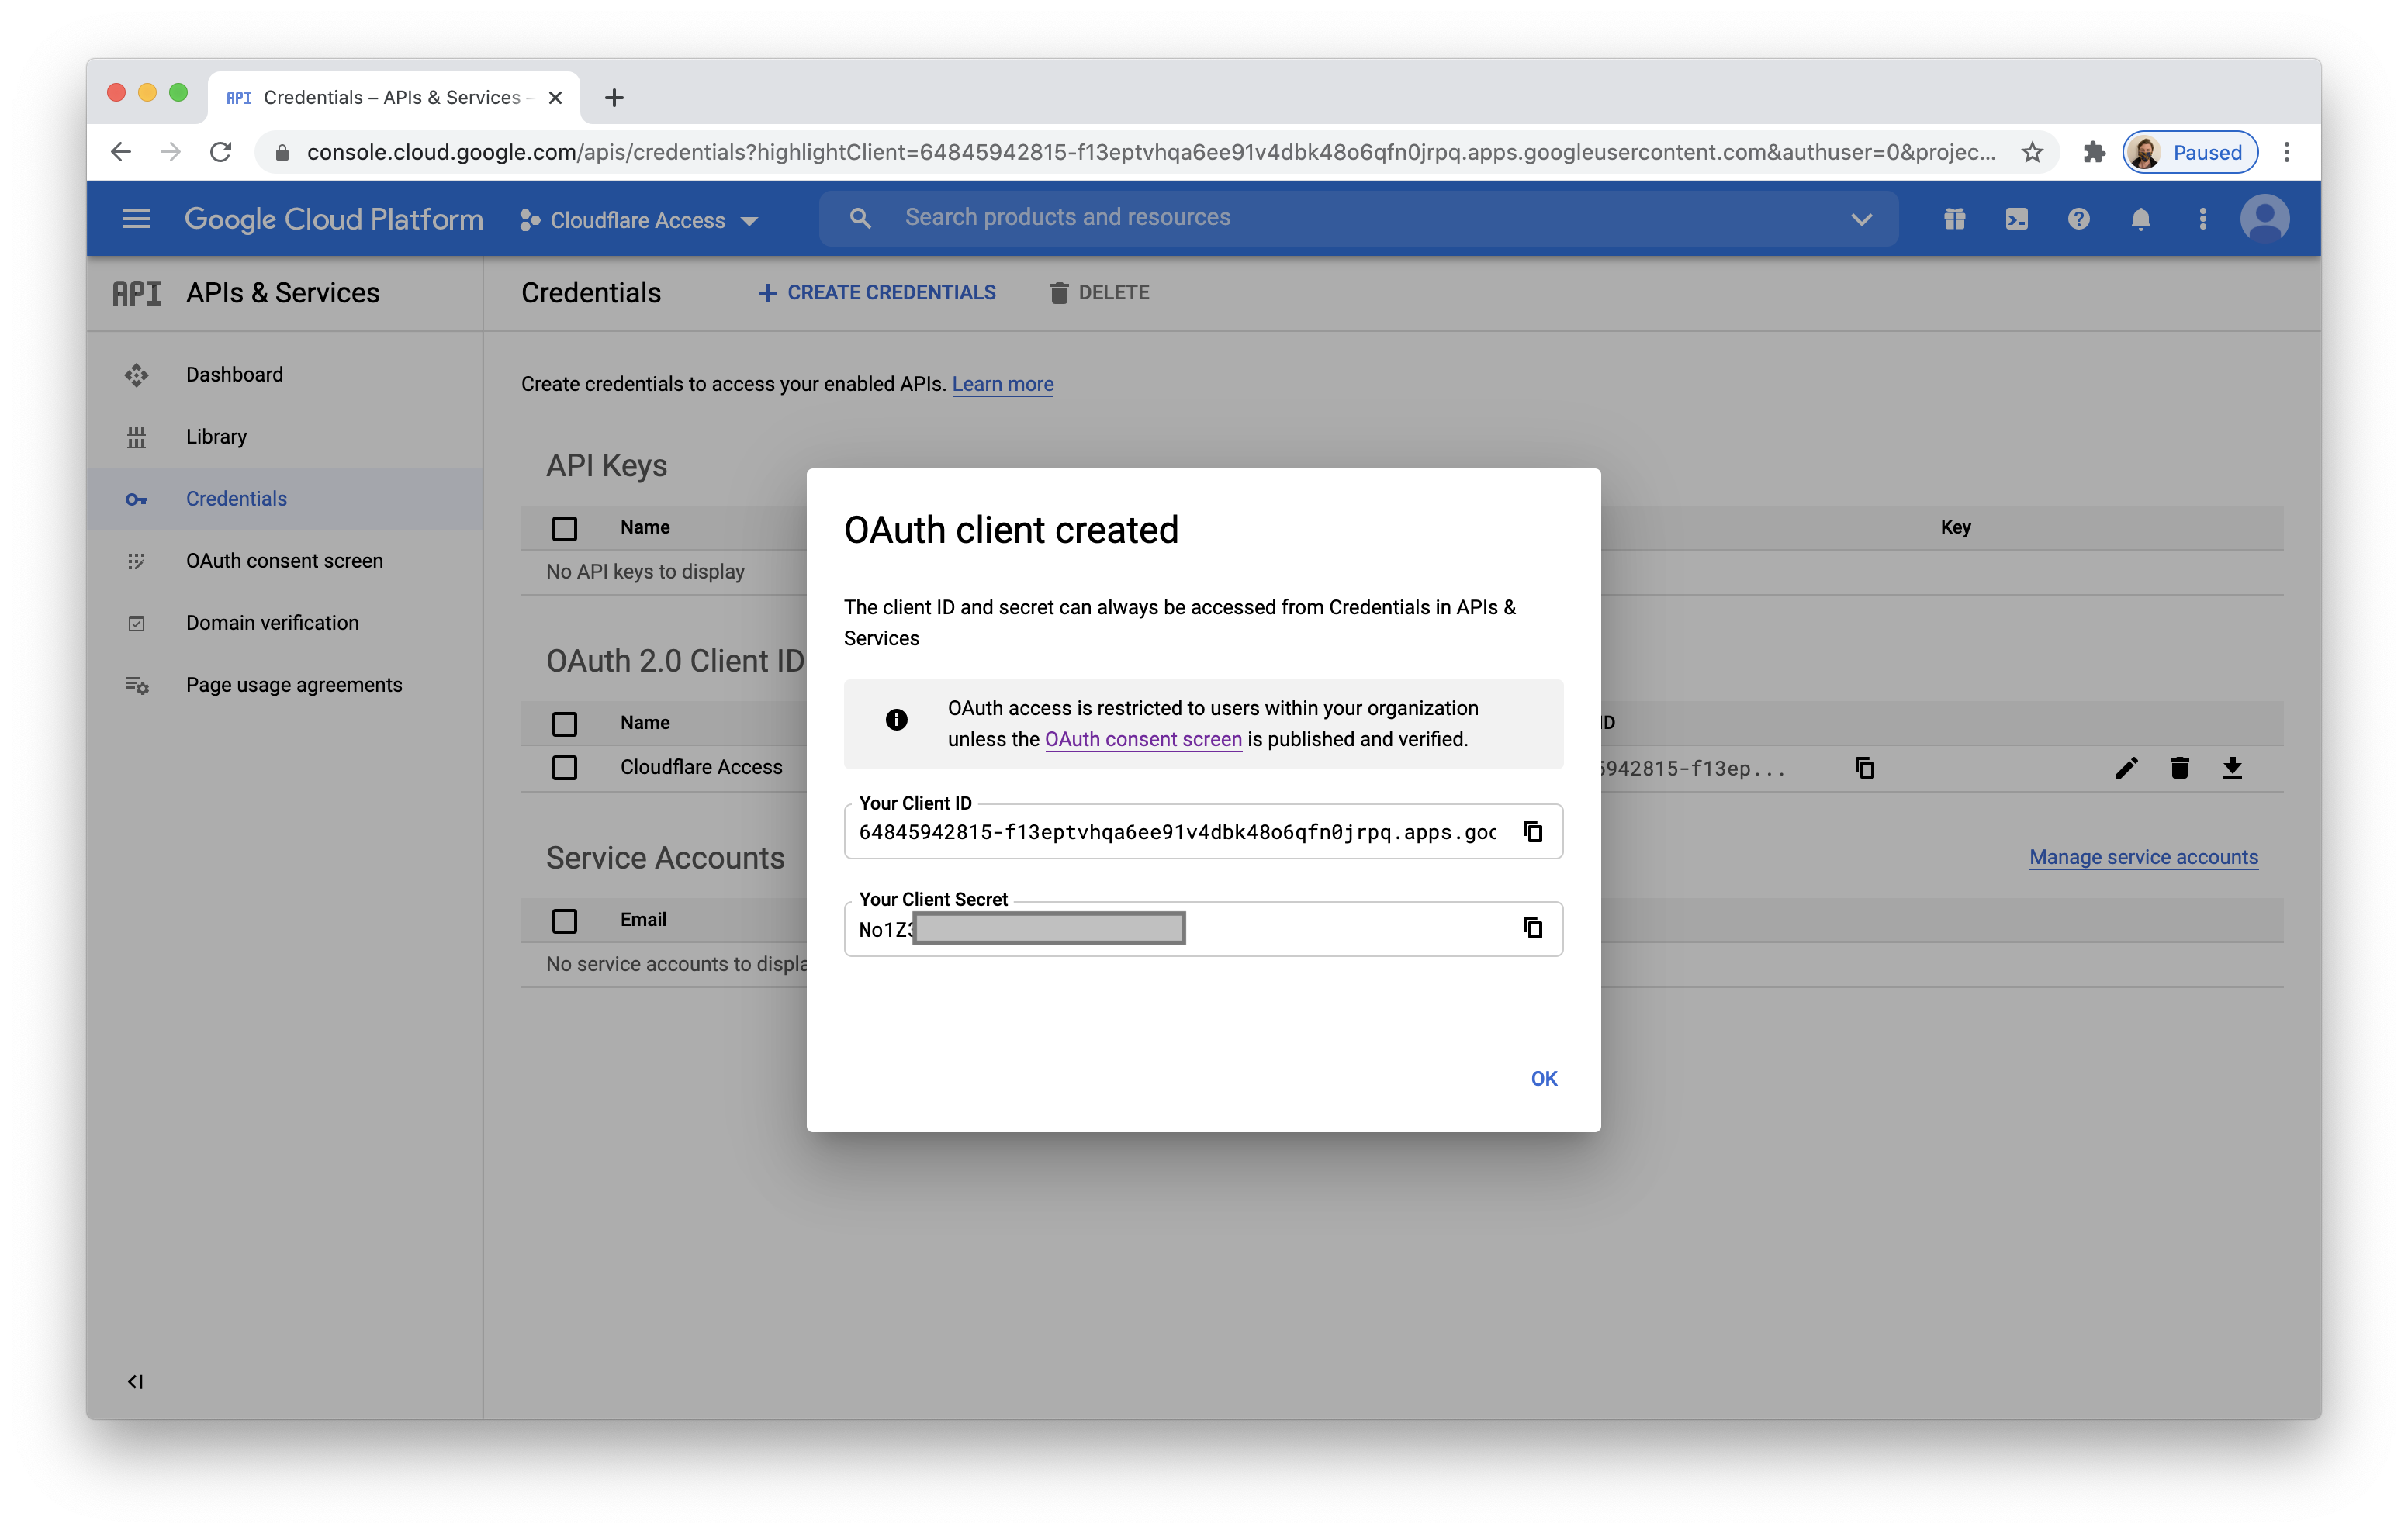 API Credentials – APIs & Services –
console.cloud.google.com/apis/credentials?highlightClient=64845942815-f13eptvhqa6ee91v4dbk48o6qfn0jrpq.apps.googleusercontent.com&authuser=0&projec... Paused
Google Cloud Platform Cloudflare Access Search products and resources
API APIs & Services Credentials + CREATE CREDENTIALS DELETE
Dashboard
Library
Credentials
OAuth consent screen
Domain verification
Page usage agreements
Create credentials to access your enabled APIs. Learn more
API Keys
Name Key
No API keys to display
OAuth 2.0 Client ID
Name ID
Cloudflare Access 5942815-f13ep...
Service Accounts Manage service accounts
Email
No service accounts to displa
OAuth client created
The client ID and secret can always be accessed from Credentials in APIs &
Services
OAuth access is restricted to users within your organization
unless the OAuth consent screen is published and verified.
Your Client ID
64845942815-f13eptvhqa6ee91v4dbk48o6qfn0jrpq.apps.goo
Your Client Secret
No1Z3
OK